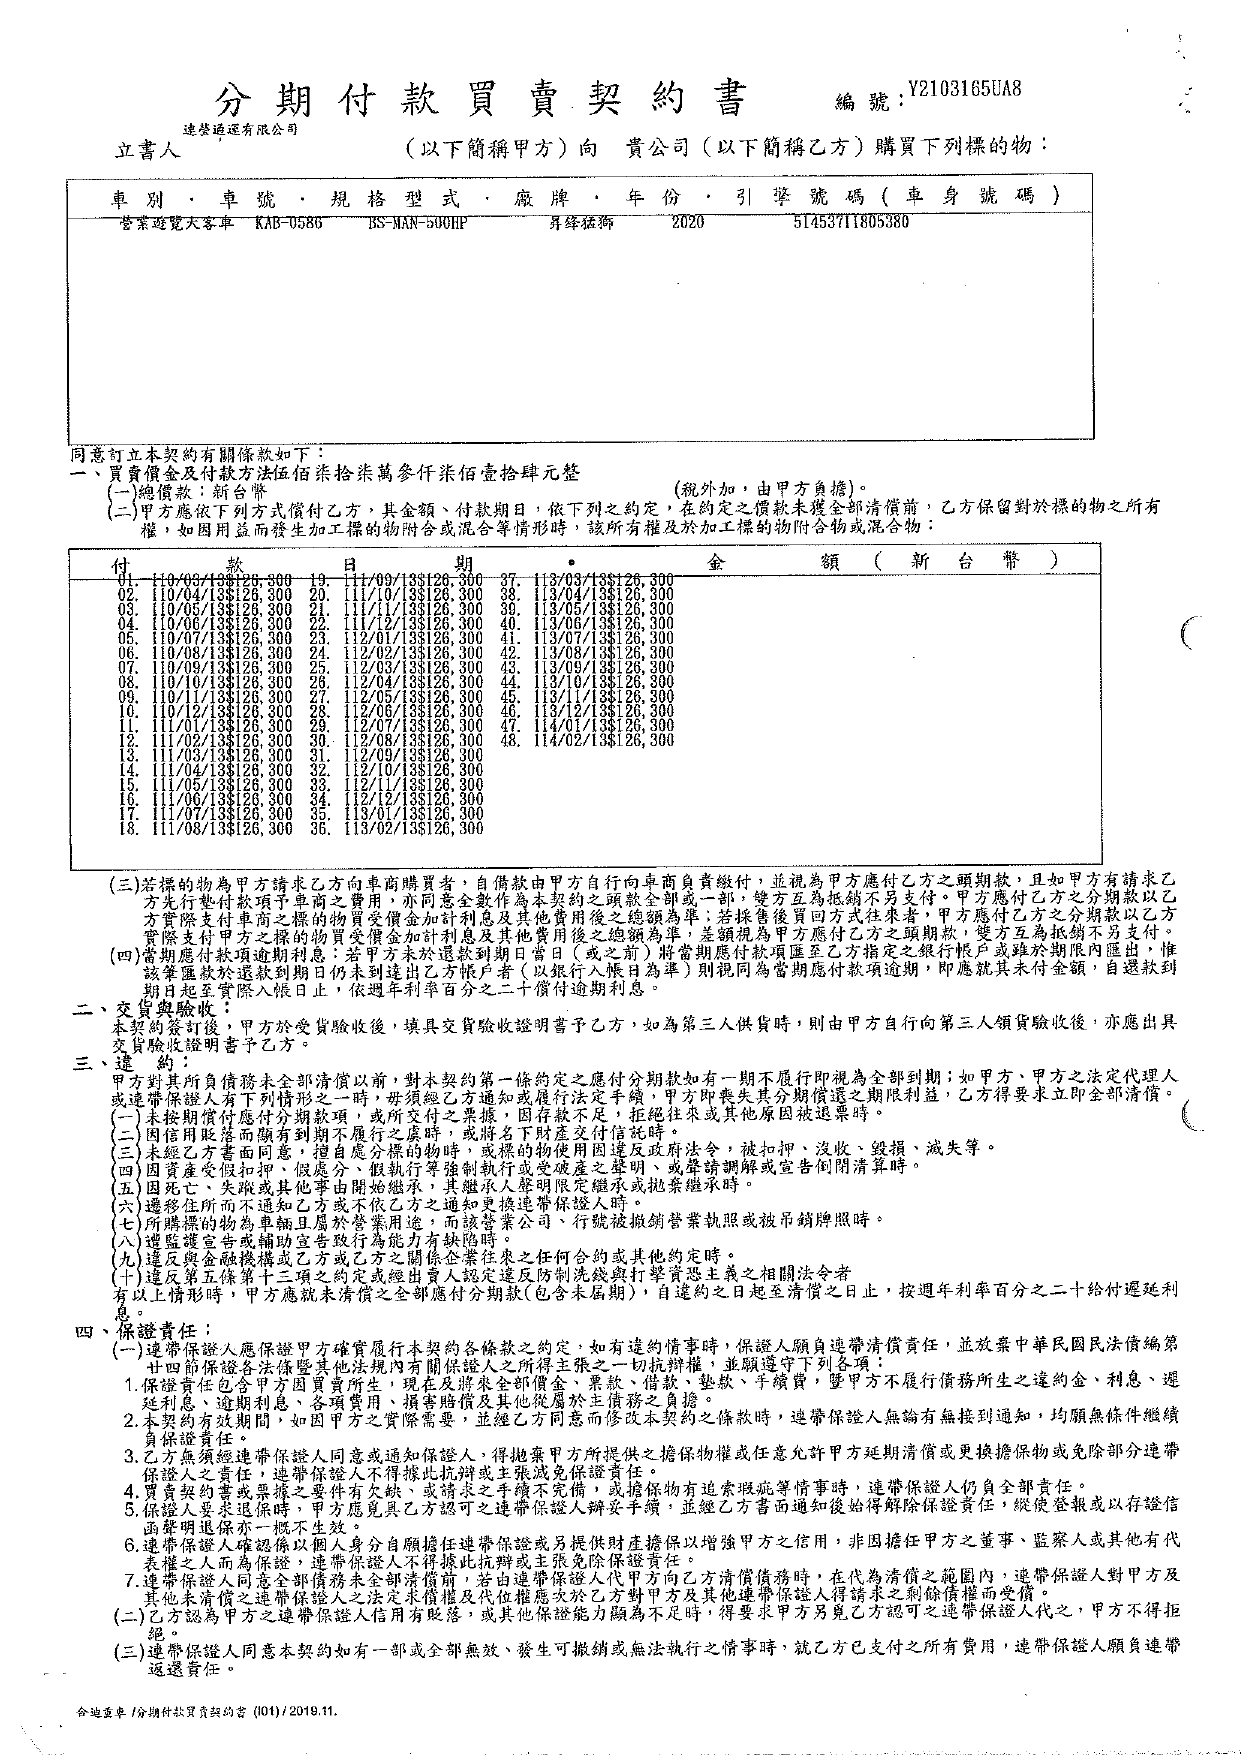 分期付款買賣契約書 編號:Y2103165UA8
連榮通運有限公司
立書人 (以下簡稱甲方)向 貴公司(以下簡稱乙方)購買下列標的物:
車別．車號．規格型式．廠牌．年份．引擎號碼(車身號碼)
營業遊覽大客車 KAB-0586 BS-MAN-500HP 昇鋒猛獅 2020 51453711805380
同意訂立本契約有關條款如下:
一、買賣價金及付款方法伍佰柒拾柒萬參仟柒佰壹拾肆元整
(一)總價款:新台幣 (稅外加,由甲方負擔)。
(二)甲方應依下列方式償付乙方,其金額、付款期日,依下列之約定,在約定之價款未獲全部清償前,乙方保留對於標的物之所有
權,如因用益而發生加工標的物附合或混合等情形時,該所有權及於加工標的物附合物或混合物:
付款日期．金額(新台幣)
01. 110/03/13$126,300 19. 111/09/13$126,300 37. 113/03/13$126,300
02. 110/04/13$126,300 20. 111/10/13$126,300 38. 113/04/13$126,300
03. 110/05/13$126,300 21. 111/11/13$126,300 39. 113/05/13$126,300
04. 110/06/13$126,300 22. 111/12/13$126,300 40. 113/06/13$126,300
05. 110/07/13$126,300 23. 112/01/13$126,300 41. 113/07/13$126,300
06. 110/08/13$126,300 24. 112/02/13$126,300 42. 113/08/13$126,300
07. 110/09/13$126,300 25. 112/03/13$126,300 43. 113/09/13$126,300
08. 110/10/13$126,300 26. 112/04/13$126,300 44. 113/10/13$126,300
09. 110/11/13$126,300 27. 112/05/13$126,300 45. 113/11/13$126,300
10. 110/12/13$126,300 28. 112/06/13$126,300 46. 113/12/13$126,300
11. 111/01/13$126,300 29. 112/07/13$126,300 47. 114/01/13$126,300
12. 111/02/13$126,300 30. 112/08/13$126,300 48. 114/02/13$126,300
13. 111/03/13$126,300 31. 112/09/13$126,300
14. 111/04/13$126,300 32. 112/10/13$126,300
15. 111/05/13$126,300 33. 112/11/13$126,300
16. 111/06/13$126,300 34. 112/12/13$126,300
17. 111/07/13$126,300 35. 113/01/13$126,300
18. 111/08/13$126,300 36. 113/02/13$126,300
(三)若標的物為甲方請求乙方向車商購買者,自備款由甲方自行向車商負責繳付,並視為甲方應付乙方之頭期款,且如甲方有請求乙
方先行墊付款項予車商之費用,亦同意全數作為本契約之頭款全部或一部,雙方互為抵銷不另支付。甲方應付乙方之分期款以乙
方實際支付車商之標的物買受價金加計利息及其他費用後之總額為準;若採售後買回方式往來者,甲方應付乙方之分期款以乙方
實際支付甲方之標的物買受價金加計利息及其他費用後之總額為準,差額視為甲方應付乙方之頭期款,雙方互為抵銷不另支付。
(四)當期應付款項逾期利息:若甲方未於還款到期日當日(或之前)將當期應付款項匯至乙方指定之銀行帳戶或雖於期限內匯出,惟
該筆匯款於還款到期日仍未到達出乙方帳戶者(以銀行入帳日為準)則視同為當期應付款項逾期,即應就其未付金額,自還款到
期日起至實際入帳日止,依週年利率百分之二十償付逾期利息。
二、交貨與驗收:
本契約簽訂後,甲方於受貨驗收後,填具交貨驗收證明書予乙方,如為第三人供貨時,則由甲方自行向第三人領貨驗收後,亦應出具
交貨驗收證明書予乙方。
三、違 約:
甲方對其所負債務未全部清償以前,對本契約第一條約定之應付分期款如有一期不履行即視為全部到期;如甲方、甲方之法定代理人
或連帶保證人有下列情形之一時,毋須經乙方通知或履行法定手續,甲方即喪失其分期償還之期限利益,乙方得要求立即全部清償。
(一)未按期償付應付分期款項,或所交付之票據,因存款不足,拒絕往來或其他原因被退票時。
(二)因信用貶落而顯有到期不履行之虞時,或將名下財產交付信託時。
(三)未經乙方書面同意,擅自處分標的物時,或標的物使用因違反政府法令,被扣押、沒收、毀損、滅失等。
(四)因資產受假扣押、假處分、假執行等強制執行或受破產之聲明、或聲請調解或宣告倒閉清算時。
(五)因死亡、失蹤或其他事由開始繼承,其繼承人聲明限定繼承或拋棄繼承時。
(六)遷移住所而不通知乙方或不依乙方之通知更換連帶保證人時。
(七)所購標的物為車輛且屬於營業用途,而該營業公司、行號被撤銷營業執照或被吊銷牌照時。
(八)遭監護宣告或輔助宣告致行為能力有缺陷時。
(九)違反與金融機構或乙方或乙方之關係企業往來之任何合約或其他約定時。
(十)違反第五條第十三項之約定或經出賣人認定違反防制洗錢與打擊資恐主義之相關法令者
有以上情形時,甲方應就未清償之全部應付分期款(包含未屆期),自違約之日起至清償之日止,按週年利率百分之二十給付遲延利
息。
四、保證責任:
(一)連帶保證人應保證甲方確實履行本契約各條款之約定,如有違約情事時,保證人願負連帶清償責任,並放棄中華民國民法債編第
廿四節保證各法條暨其他法規內有關保證人之所得主張之一切抗辯權,並願遵守下列各項:
1.保證責任包含甲方因買賣所生,現在及將來全部價金、票款、借款、墊款、手續費,暨甲方不履行債務所生之違約金、利息、遲
延利息、逾期利息、各項費用、損害賠償及其他從屬於主債務之負擔。
2.本契約有效期間,如因甲方之實際需要,並經乙方同意而修改本契約之條款時,連帶保證人無論有無接到通知,均願無條件繼續
負保證責任。
3.乙方無須經連帶保證人同意或通知保證人,得拋棄甲方所提供之擔保物權或任意允許甲方延期清償或更換擔保物或免除部分連帶
保證人之責任,連帶保證人不得據此抗辯或主張減免保證責任。
4.買賣契約書或票據之要件有欠缺、或請求之手續不完備,或擔保物有追索瑕疵等情事時,連帶保證人仍負全部責任。
5.保證人要求退保時,甲方應覓具乙方認可之連帶保證人辦妥手續,並經乙方書面通知後始得解除保證責任,縱使登報或以存證信
函聲明退保亦一概不生效。
6.連帶保證人確認係以個人身分自願擔任連帶保證或另提供財產擔保以增強甲方之信用,非因擔任甲方之董事、監察人或其他有代
表權之人而為保證,連帶保證人不得據此抗辯或主張免除保證責任。
7.連帶保證人同意全部債務未全部清償前,若由連帶保證人代甲方向乙方清償債務時,在代為清償之範圍內,連帶保證人對甲方及
其他未清償之連帶保證人之法定求償權及代位權應次於乙方對甲方及其他連帶保證人得請求之剩餘債權而受償。
(二)乙方認為甲方之連帶保證人信用有貶落,或其他保證能力顯為不足時,得要求甲方另覓乙方認可之連帶保證人代之,甲方不得拒
絕。
(三)連帶保證人同意本契約如有一部或全部無效、發生可撤銷或無法執行之情事時,就乙方已支付之所有費用,連帶保證人願負連帶
返還責任。
合迪重車 /分期付款買賣契約書 (I01) / 2019.11.